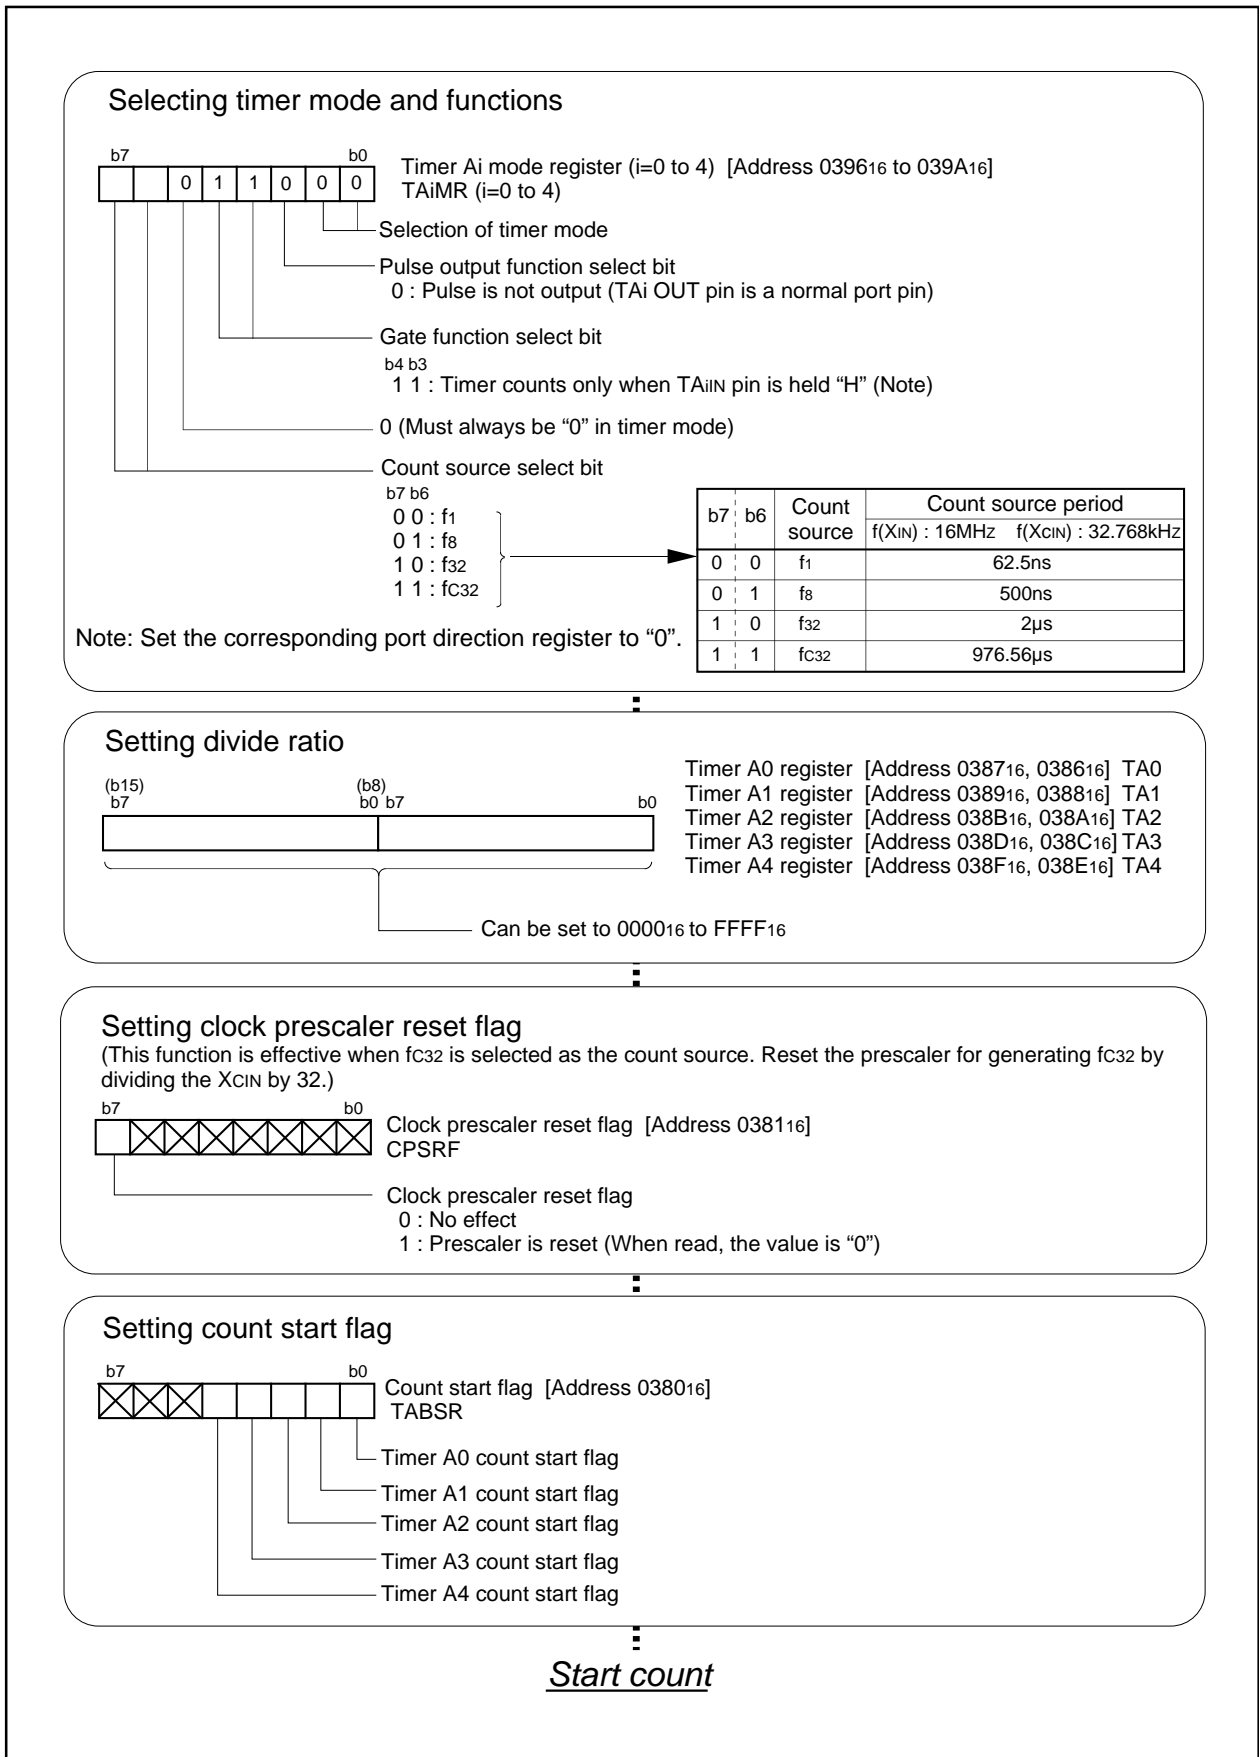 Selecting timer mode and functions
b7 b0
0 1 1 0 0 0
Timer Ai mode register (i=0 to 4) [Address 039616 to 039A16]
TAiMR (i=0 to 4)
Selection of timer mode
Pulse output function select bit
0 : Pulse is not output (TAi OUT pin is a normal port pin)
Gate function select bit
b4 b3
1 1 : Timer counts only when TAiIN pin is held “H” (Note)
0 (Must always be “0” in timer mode)
Count source select bit
b7 b6
0 0 : f1
0 1 : f8
1 0 : f32
1 1 : fC32
b7 b6 Count source Count source period
f(XIN) : 16MHZ f(XCIN) : 32.768kHZ
0 0 f1 62.5ns
0 1 f8 500ns
1 0 f32 2µs
1 1 fC32 976.56µs
Note: Set the corresponding port direction register to “0”.
Setting divide ratio
(b15) (b8)
b7 b0 b7 b0
Timer A0 register [Address 038716, 038616] TA0
Timer A1 register [Address 038916, 038816] TA1
Timer A2 register [Address 038B16, 038A16] TA2
Timer A3 register [Address 038D16, 038C16] TA3
Timer A4 register [Address 038F16, 038E16] TA4
Can be set to 000016 to FFFF16
Setting clock prescaler reset flag
(This function is effective when fC32 is selected as the count source. Reset the prescaler for generating fC32 by
dividing the XCIN by 32.)
b7 b0
Clock prescaler reset flag [Address 038116]
CPSRF
Clock prescaler reset flag
0 : No effect
1 : Prescaler is reset (When read, the value is “0”)
Setting count start flag
b7 b0
Count start flag [Address 038016]
TABSR
Timer A0 count start flag
Timer A1 count start flag
Timer A2 count start flag
Timer A3 count start flag
Timer A4 count start flag
Start count